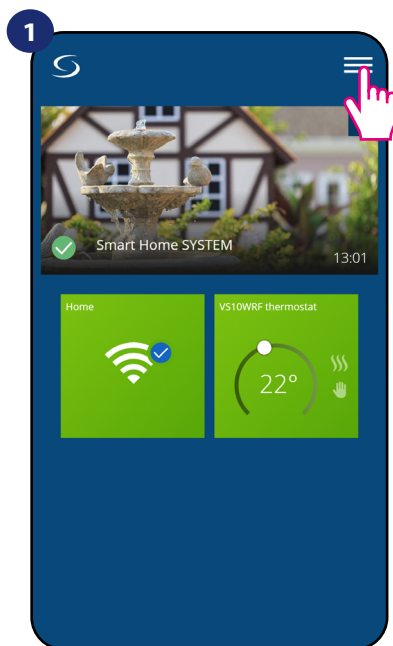 1
Smart Home SYSTEM
13:01
Home
VS10WRF thermostat
22°